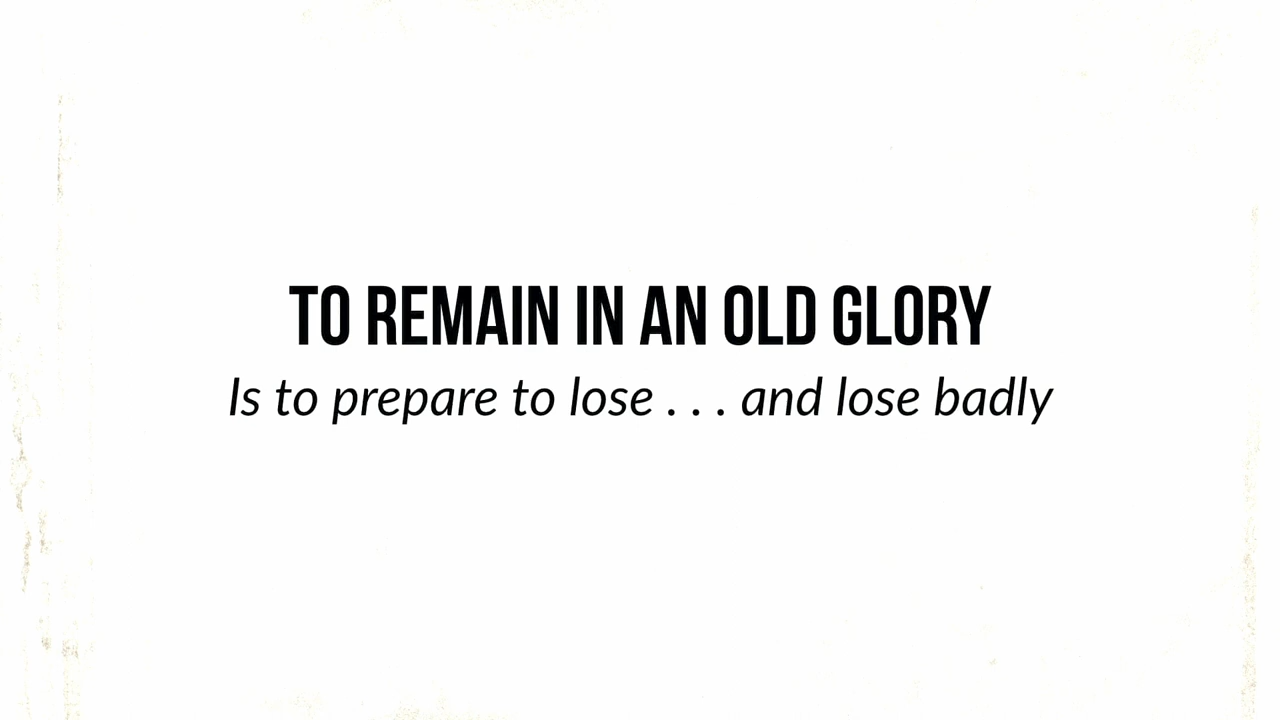 TO REMAIN IN AN OLD GLORY
Is to prepare to lose . . . and lose badly